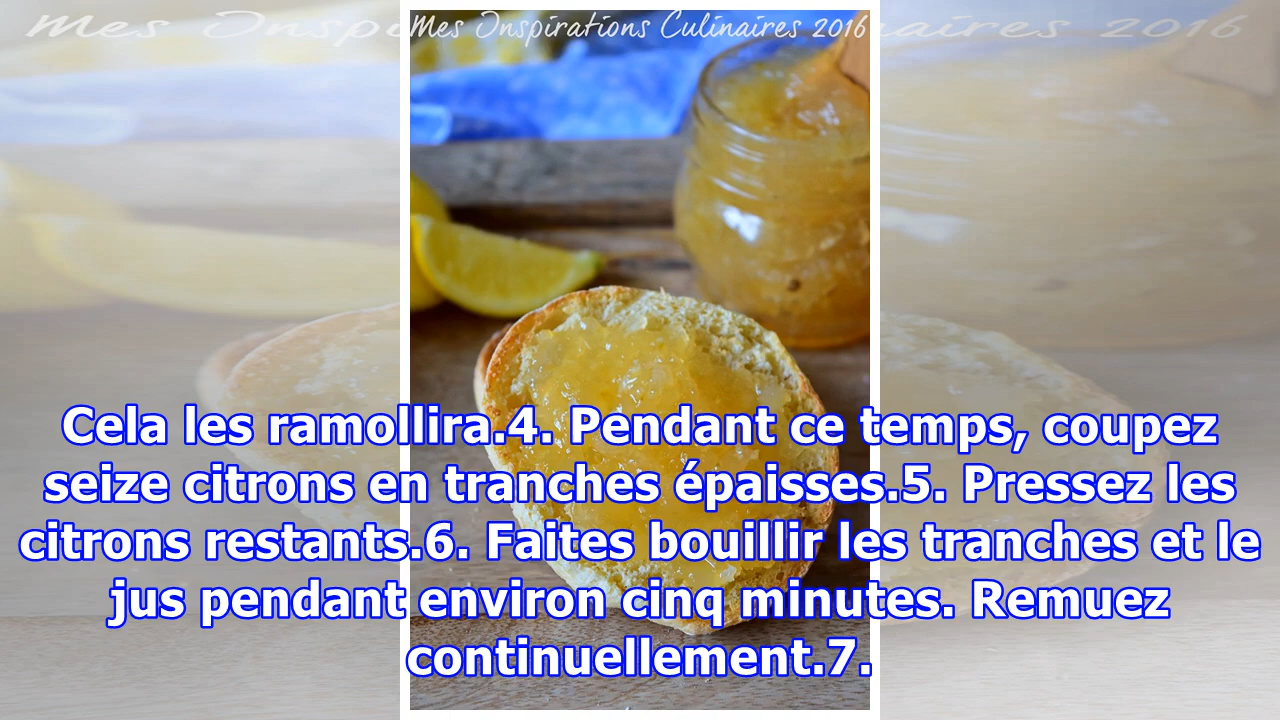 Mes Inspirations Culinaires 2016
Cela les ramollira.4. Pendant ce temps, coupez
seize citrons en tranches épaisses.5. Pressez les
citrons restants.6. Faites bouillir les tranches et le
jus pendant environ cinq minutes. Remuez
continuellement.7.